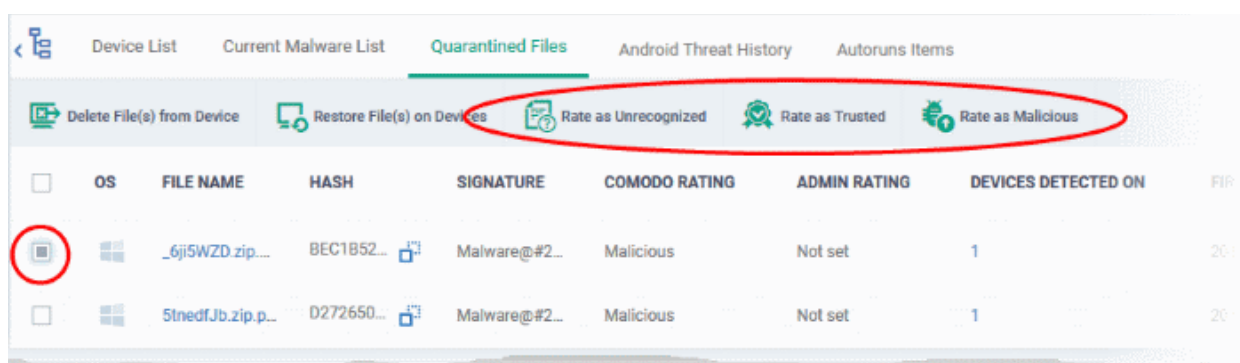 Device List Current Malware List Quarantined Files Android Threat History Autoruns Items
Delete File(s) from Device Restore File(s) on Devices Rate as Unrecognized Rate as Trusted Rate as Malicious
OS FILE NAME HASH SIGNATURE COMODO RATING ADMIN RATING DEVICES DETECTED ON FIR
_6ji5WZD.zip.... BEC1B52... Malware@#2... Malicious Not set 1 20
5tnedfJb.zip.p... D272650... Malware@#2... Malicious Not set 1 20